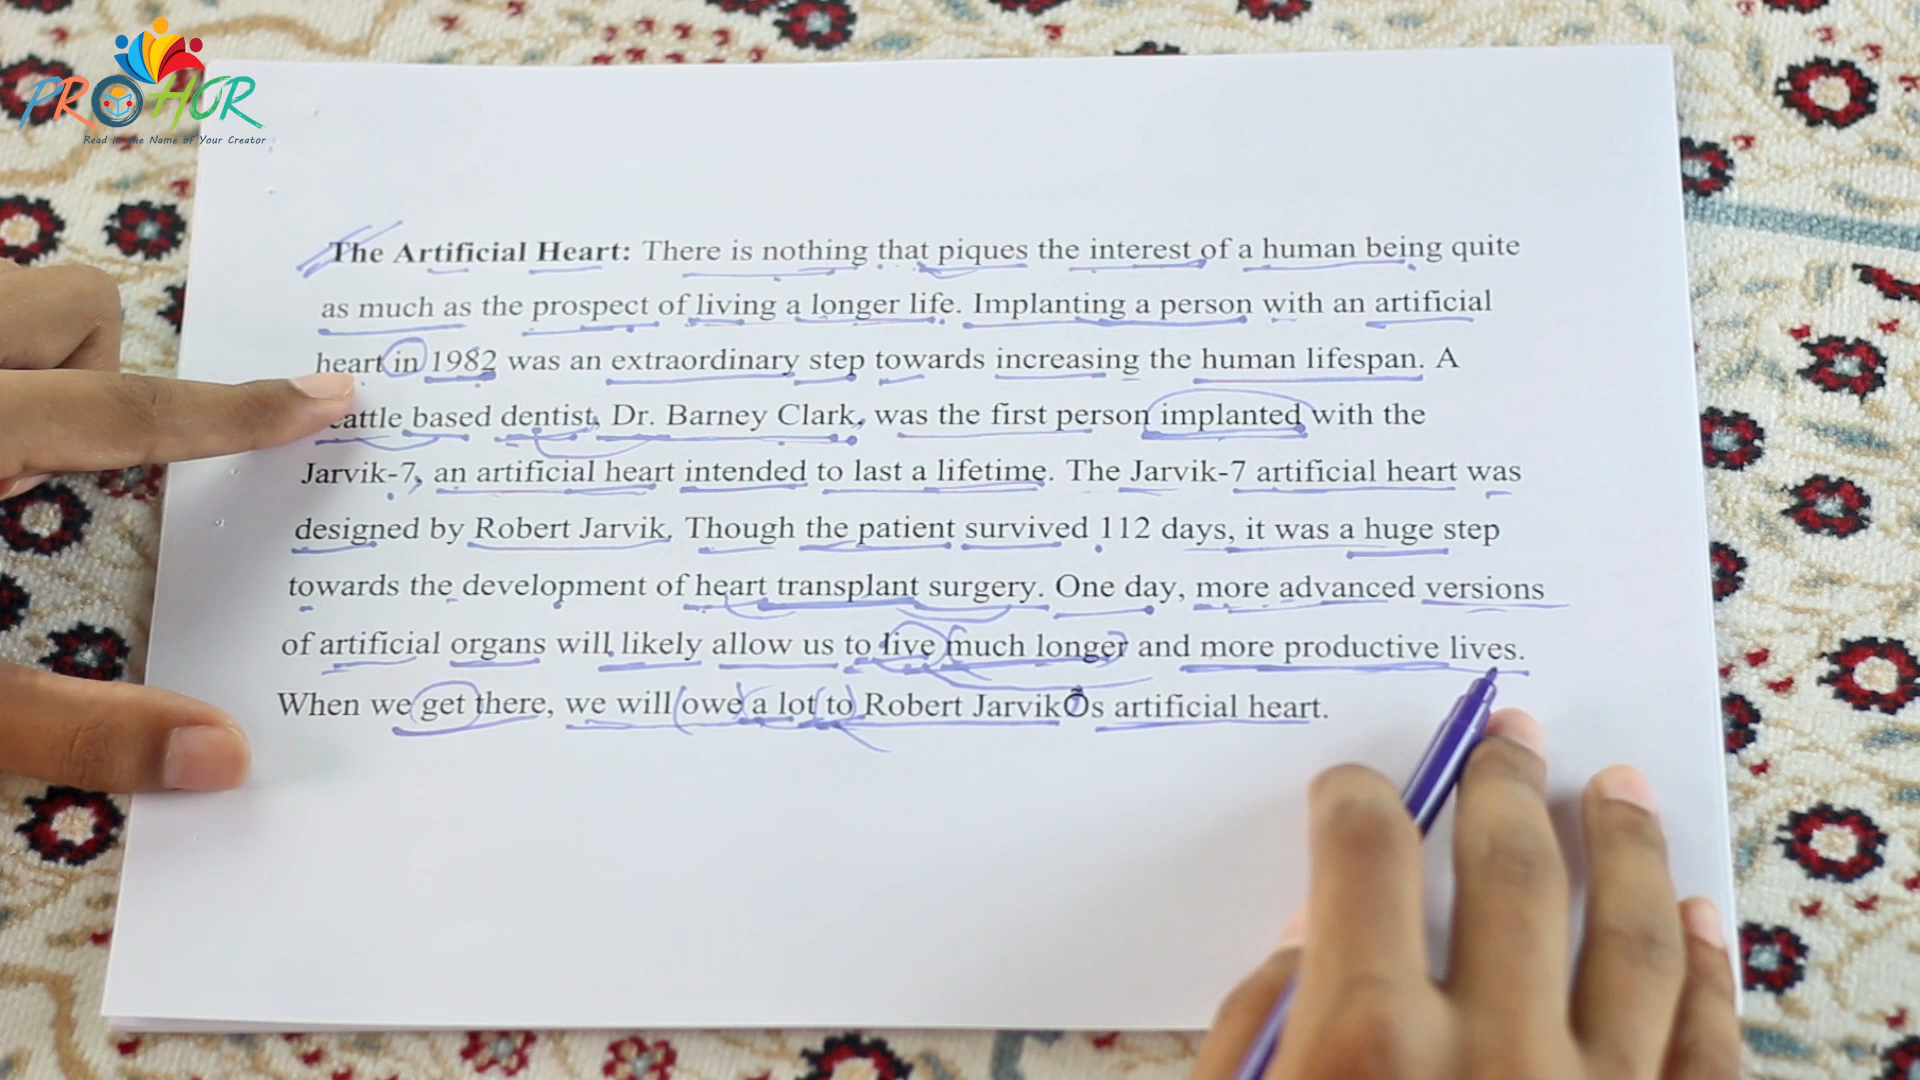 PROHOR
Read in the Name of Your Creator
The Artificial Heart: There is nothing that piques the interest of a human being quite
as much as the prospect of living a longer life. Implanting a person with an artificial
heart in 1982 was an extraordinary step towards increasing the human lifespan. A
eattle based dentist, Dr. Barney Clark, was the first person implanted with the
Jarvik-7, an artificial heart intended to last a lifetime. The Jarvik-7 artificial heart was
designed by Robert Jarvik. Though the patient survived 112 days, it was a huge step
towards the development of heart transplant surgery. One day, more advanced versions
of artificial organs will likely allow us to live much longer and more productive lives.
When we get there, we will owe a lot to Robert JarvikÕs artificial heart.